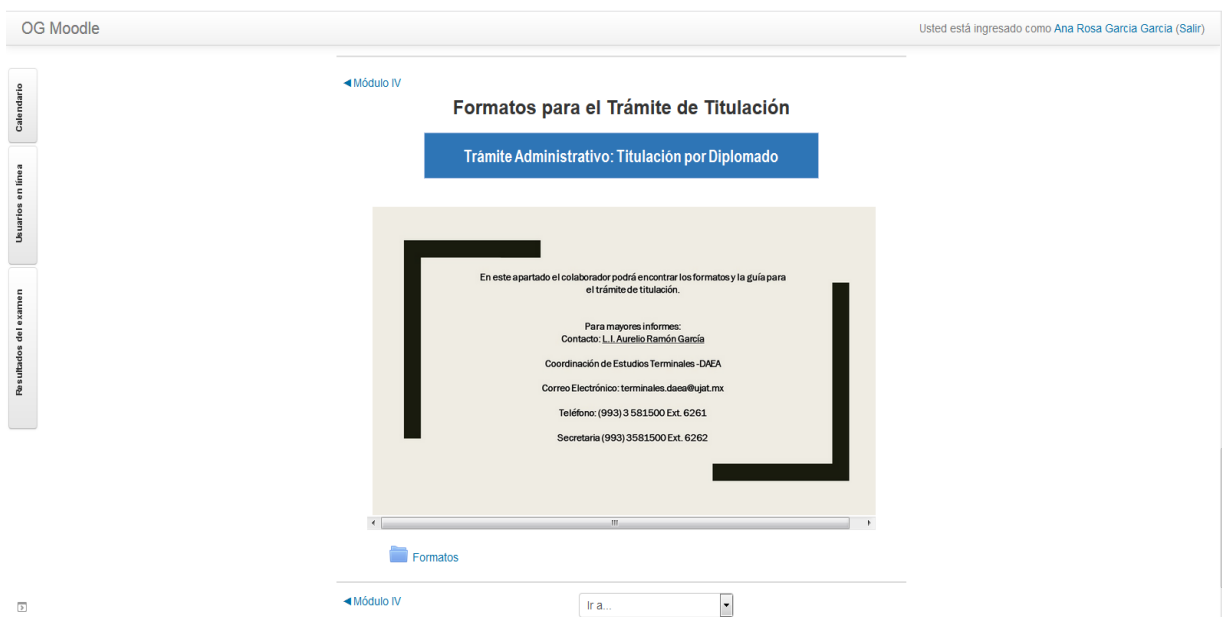 OG Moodle
Usted está ingresado como Ana Rosa Garcia Garcia (Salir)
Calendario
Usuarios en línea
Resultados del examen
◄Módulo IV
Formatos para el Trámite de Titulación
Trámite Administrativo: Titulación por Diplomado
En este apartado el colaborador podrá encontrar los formatos y la guía para
el trámite de titulación.
Para mayores informes:
Contacto: L.I. Aurelio Ramón García
Coordinación de Estudios Terminales -DAEA
Correo Electrónico: terminales.daea@ujat.mx
Teléfono: (993) 3 581500 Ext. 6261
Secretaria (993) 3581500 Ext. 6262
Formatos
◄Módulo IV
Ir a...